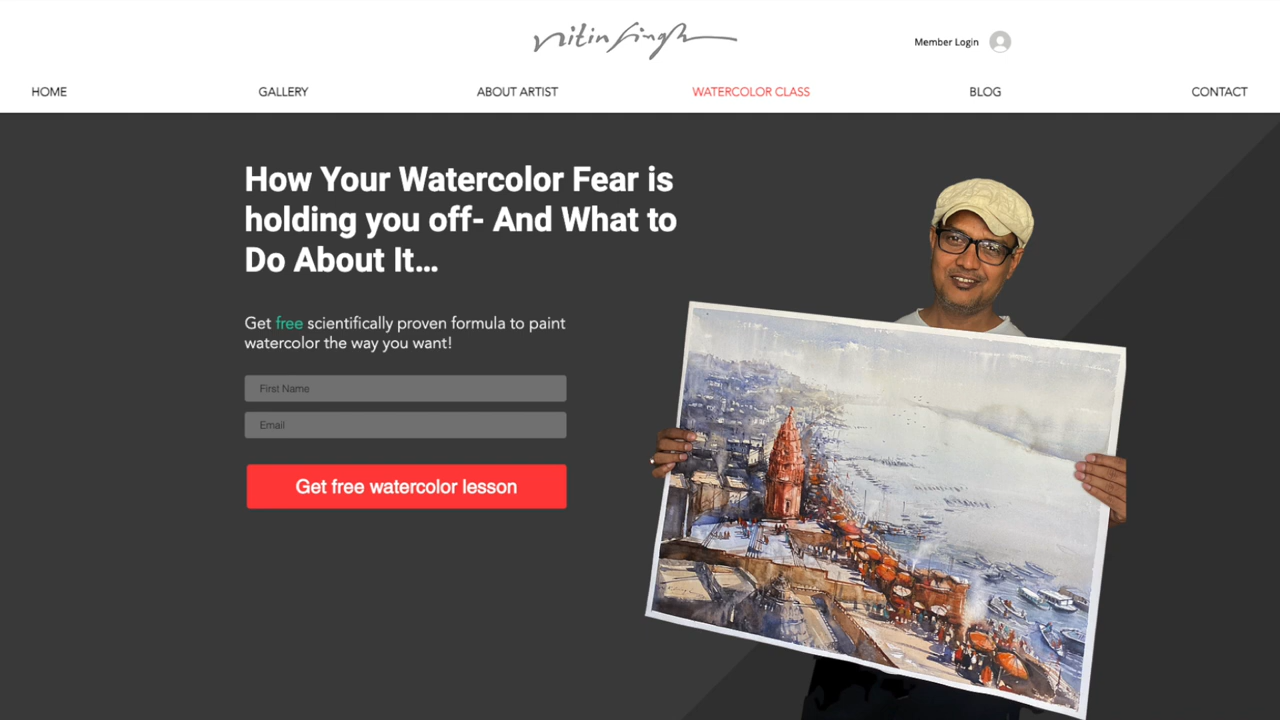 nitin singh
Member Login
HOME GALLERY ABOUT ARTIST WATERCOLOR CLASS BLOG CONTACT
How Your Watercolor Fear is
holding you off- And What to
Do About It...
Get free scientifically proven formula to paint
watercolor the way you want!
First Name
Email
Get free watercolor lesson